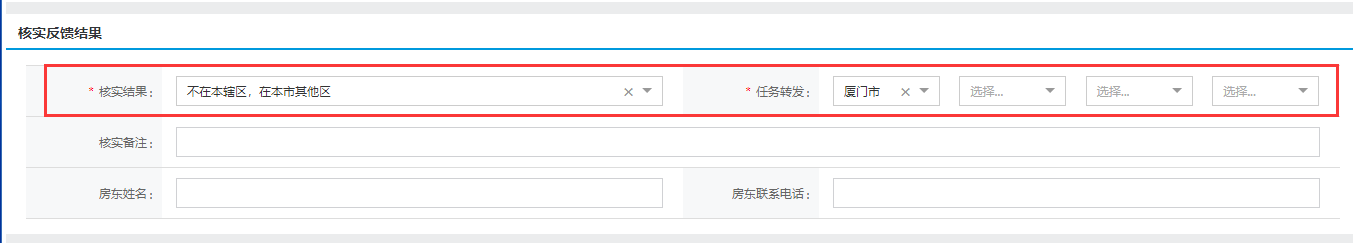 核实反馈结果
* 核实结果： 不在本辖区，在本市其他区 × * 任务转发： 厦门市 × 选择... 选择... 选择...
核实备注：
房东姓名： 房东联系电话：